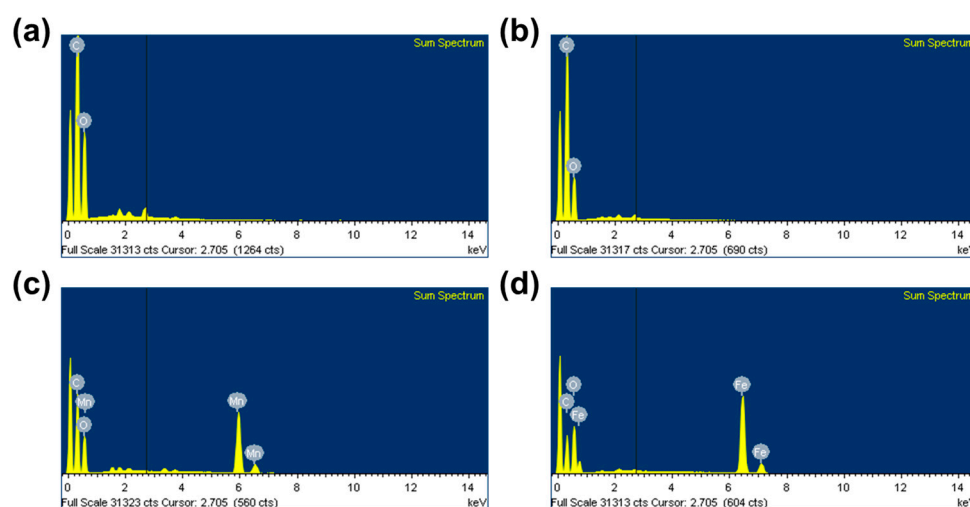 (a)
Sum Spectrum
C
O
0 2 4 6 8 10 12 14
Full Scale 31313 cts Cursor: 2.705 (1264 cts) keV
(b)
Sum Spectrum
C
O
0 2 4 6 8 10 12 14
Full Scale 31317 cts Cursor: 2.705 (690 cts) keV
(c)
Sum Spectrum
C
Mn
O
Mn
Mn
0 2 4 6 8 10 12 14
Full Scale 31323 cts Cursor: 2.705 (560 cts) keV
(d)
Sum Spectrum
O
C
Fe
Fe
Fe
0 2 4 6 8 10 12 14
Full Scale 31313 cts Cursor: 2.705 (604 cts) keV